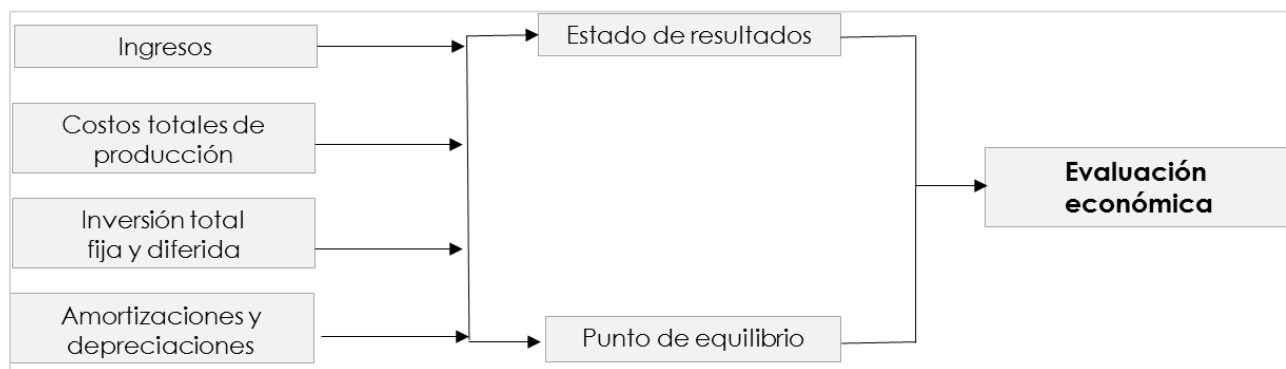 Ingresos
Costos totales de
producción
Inversión total
fija y diferida
Amortizaciones y
depreciaciones
Estado de resultados
Punto de equilibrio
Evaluación
económica